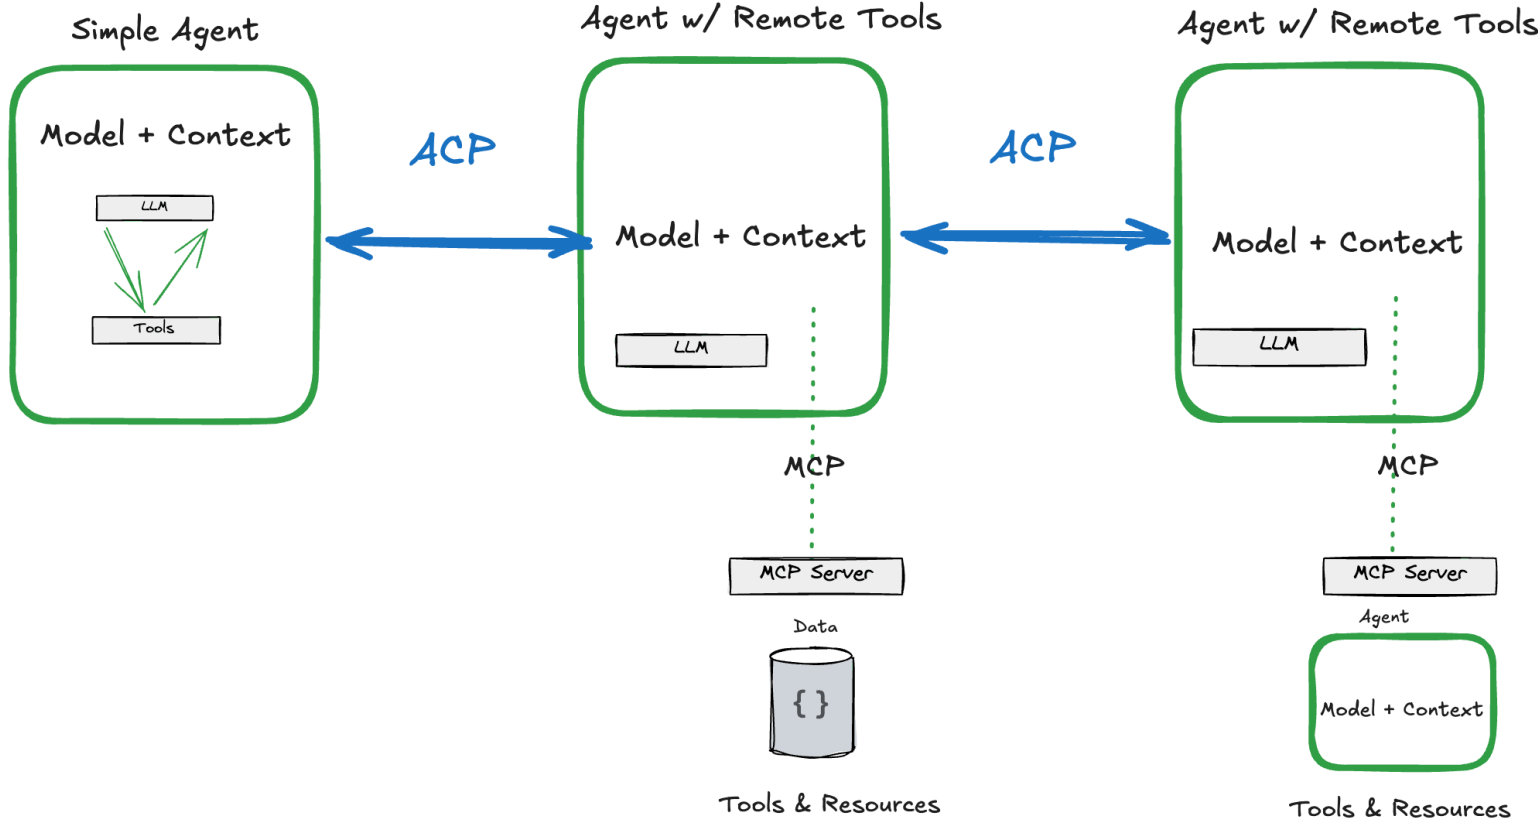 Simple Agent
Agent w/ Remote Tools
Agent w/ Remote Tools
Model + Context
ACP
ACP
LLM
Model + Context
Model + Context
Tools
LLM
LLM
MCP
MCP
MCP Server
MCP Server
Data
Agent
{ }
Model + Context
Tools & Resources
Tools & Resources